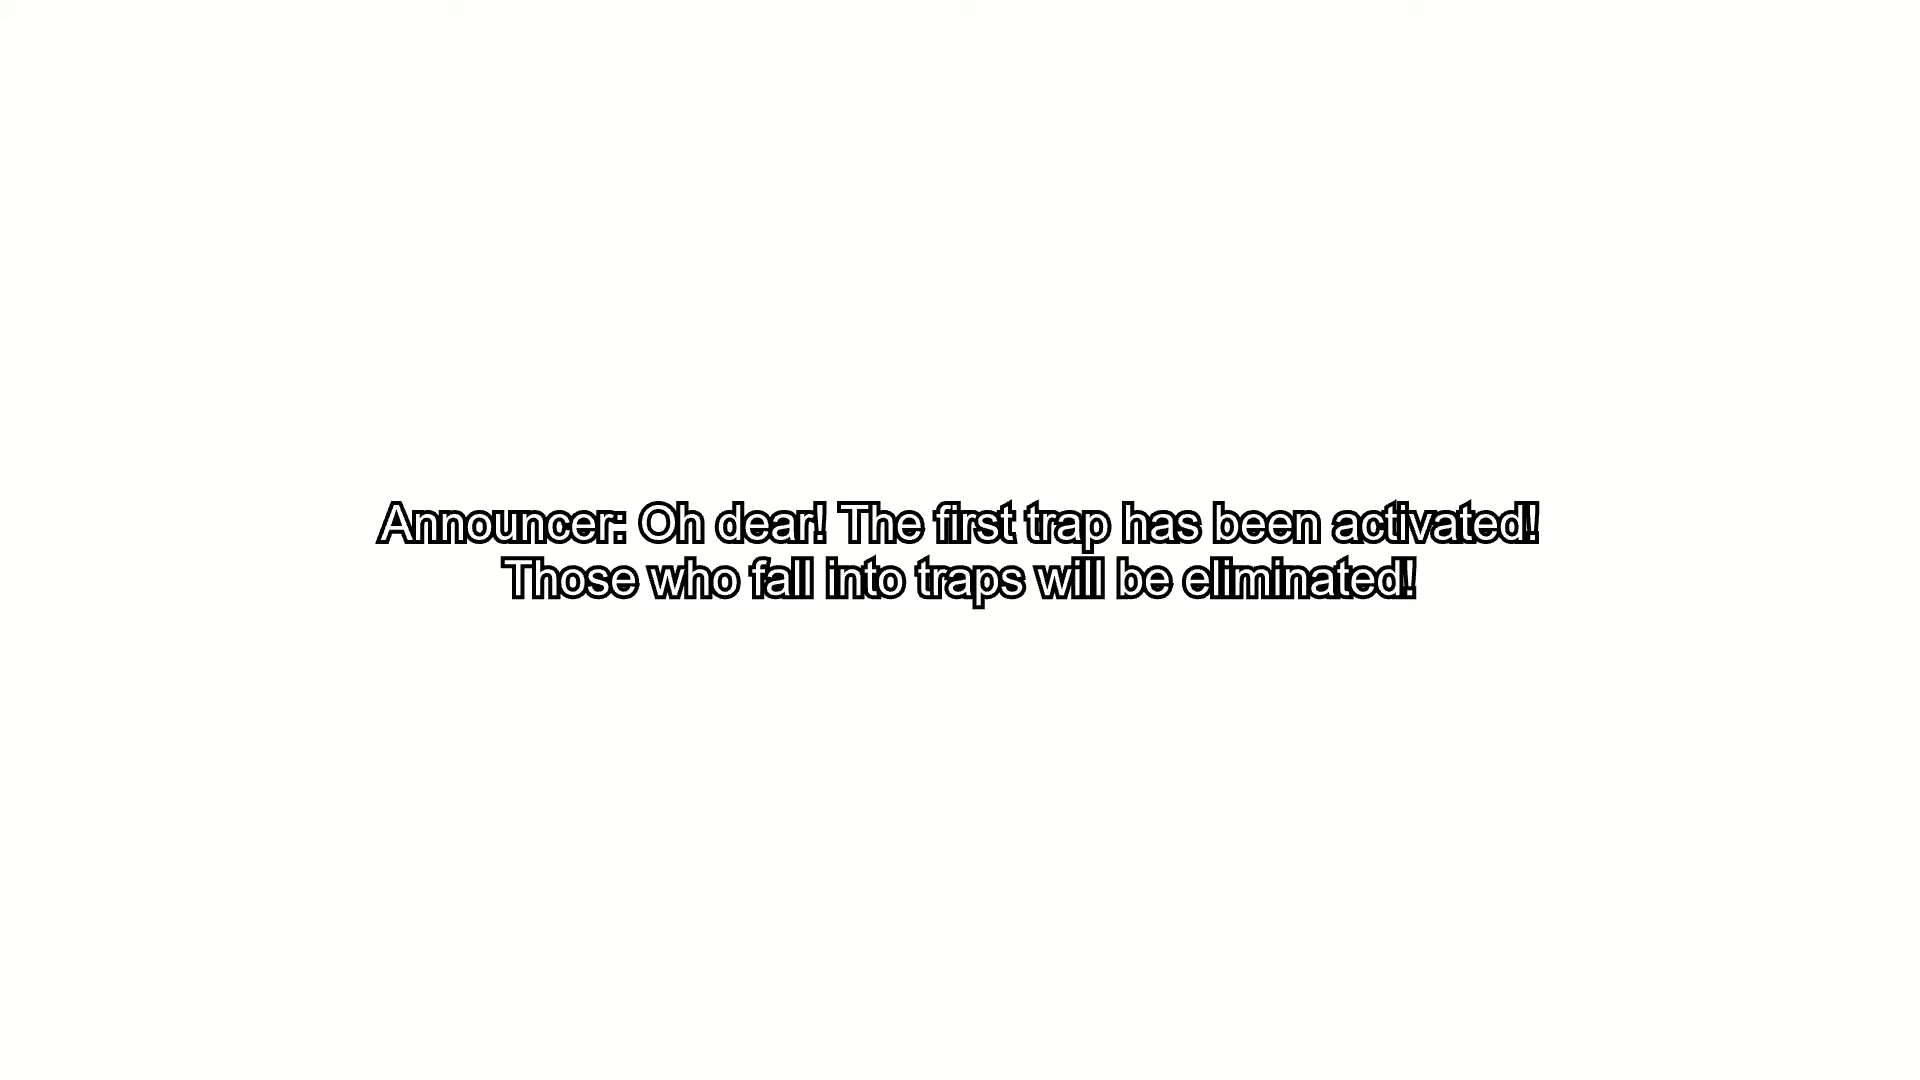 Announcer: Oh dear! The first trap has been activated!
Those who fall into traps will be eliminated!